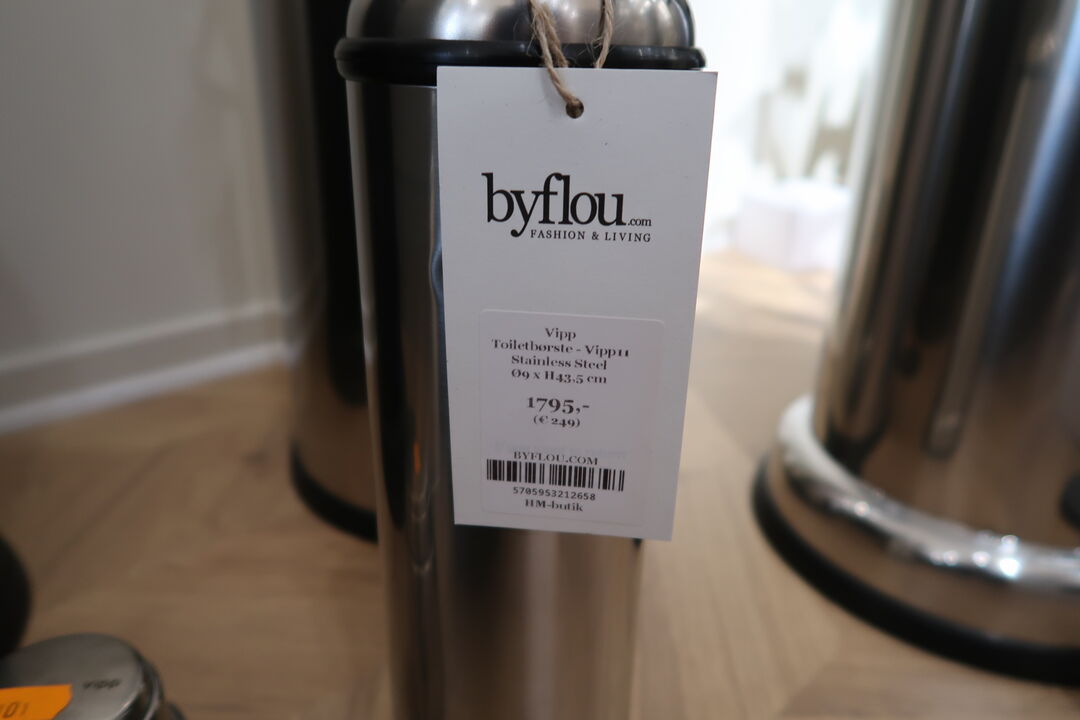 byflou.com
FASHION & LIVING
Vipp
Toiletbørste - Vipp11
Stainless Steel
Ø9 x H43,5 cm
1795,-
(€ 249)
BYFLOU.COM
5705953212658
HM-butik
vipp